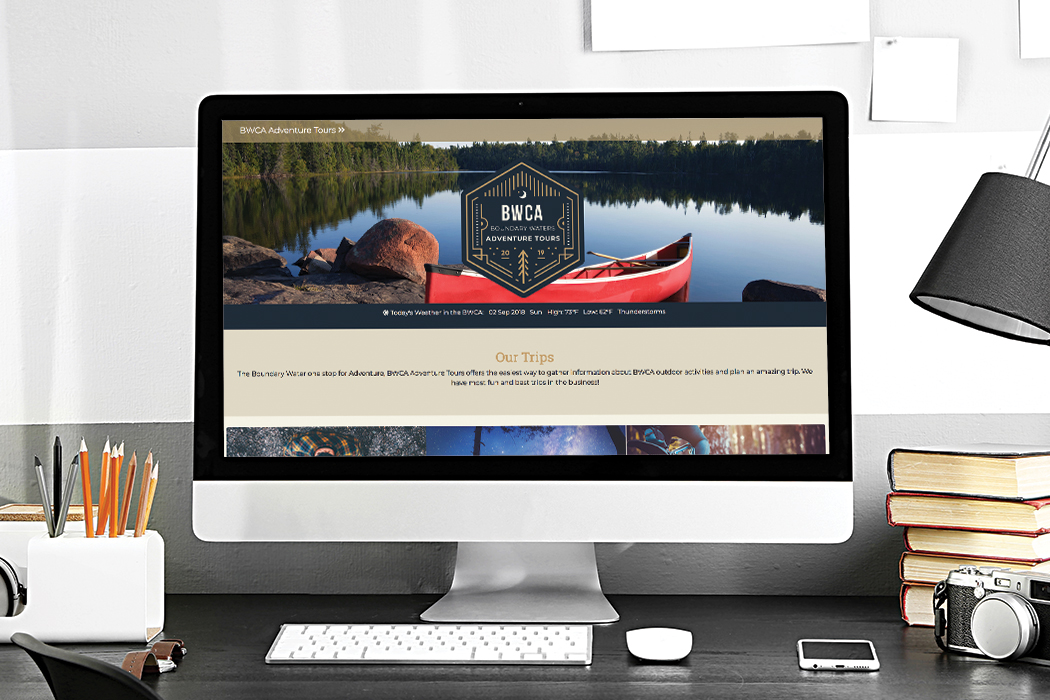 BWCA Adventure Tours »
BWCA
BOUNDARY WATERS
ADVENTURE TOURS
20 19
Today's Weather in the BWCA: 02 Sep 2018 Sun High: 73°F Low: 62°F Thunderstorms
Our Trips
The Boundary Water one stop for Adventure, BWCA Adventure Tours offers the easiest way to gather information about BWCA outdoor activities and plan an amazing trip. We
have most fun and best trips in the business!